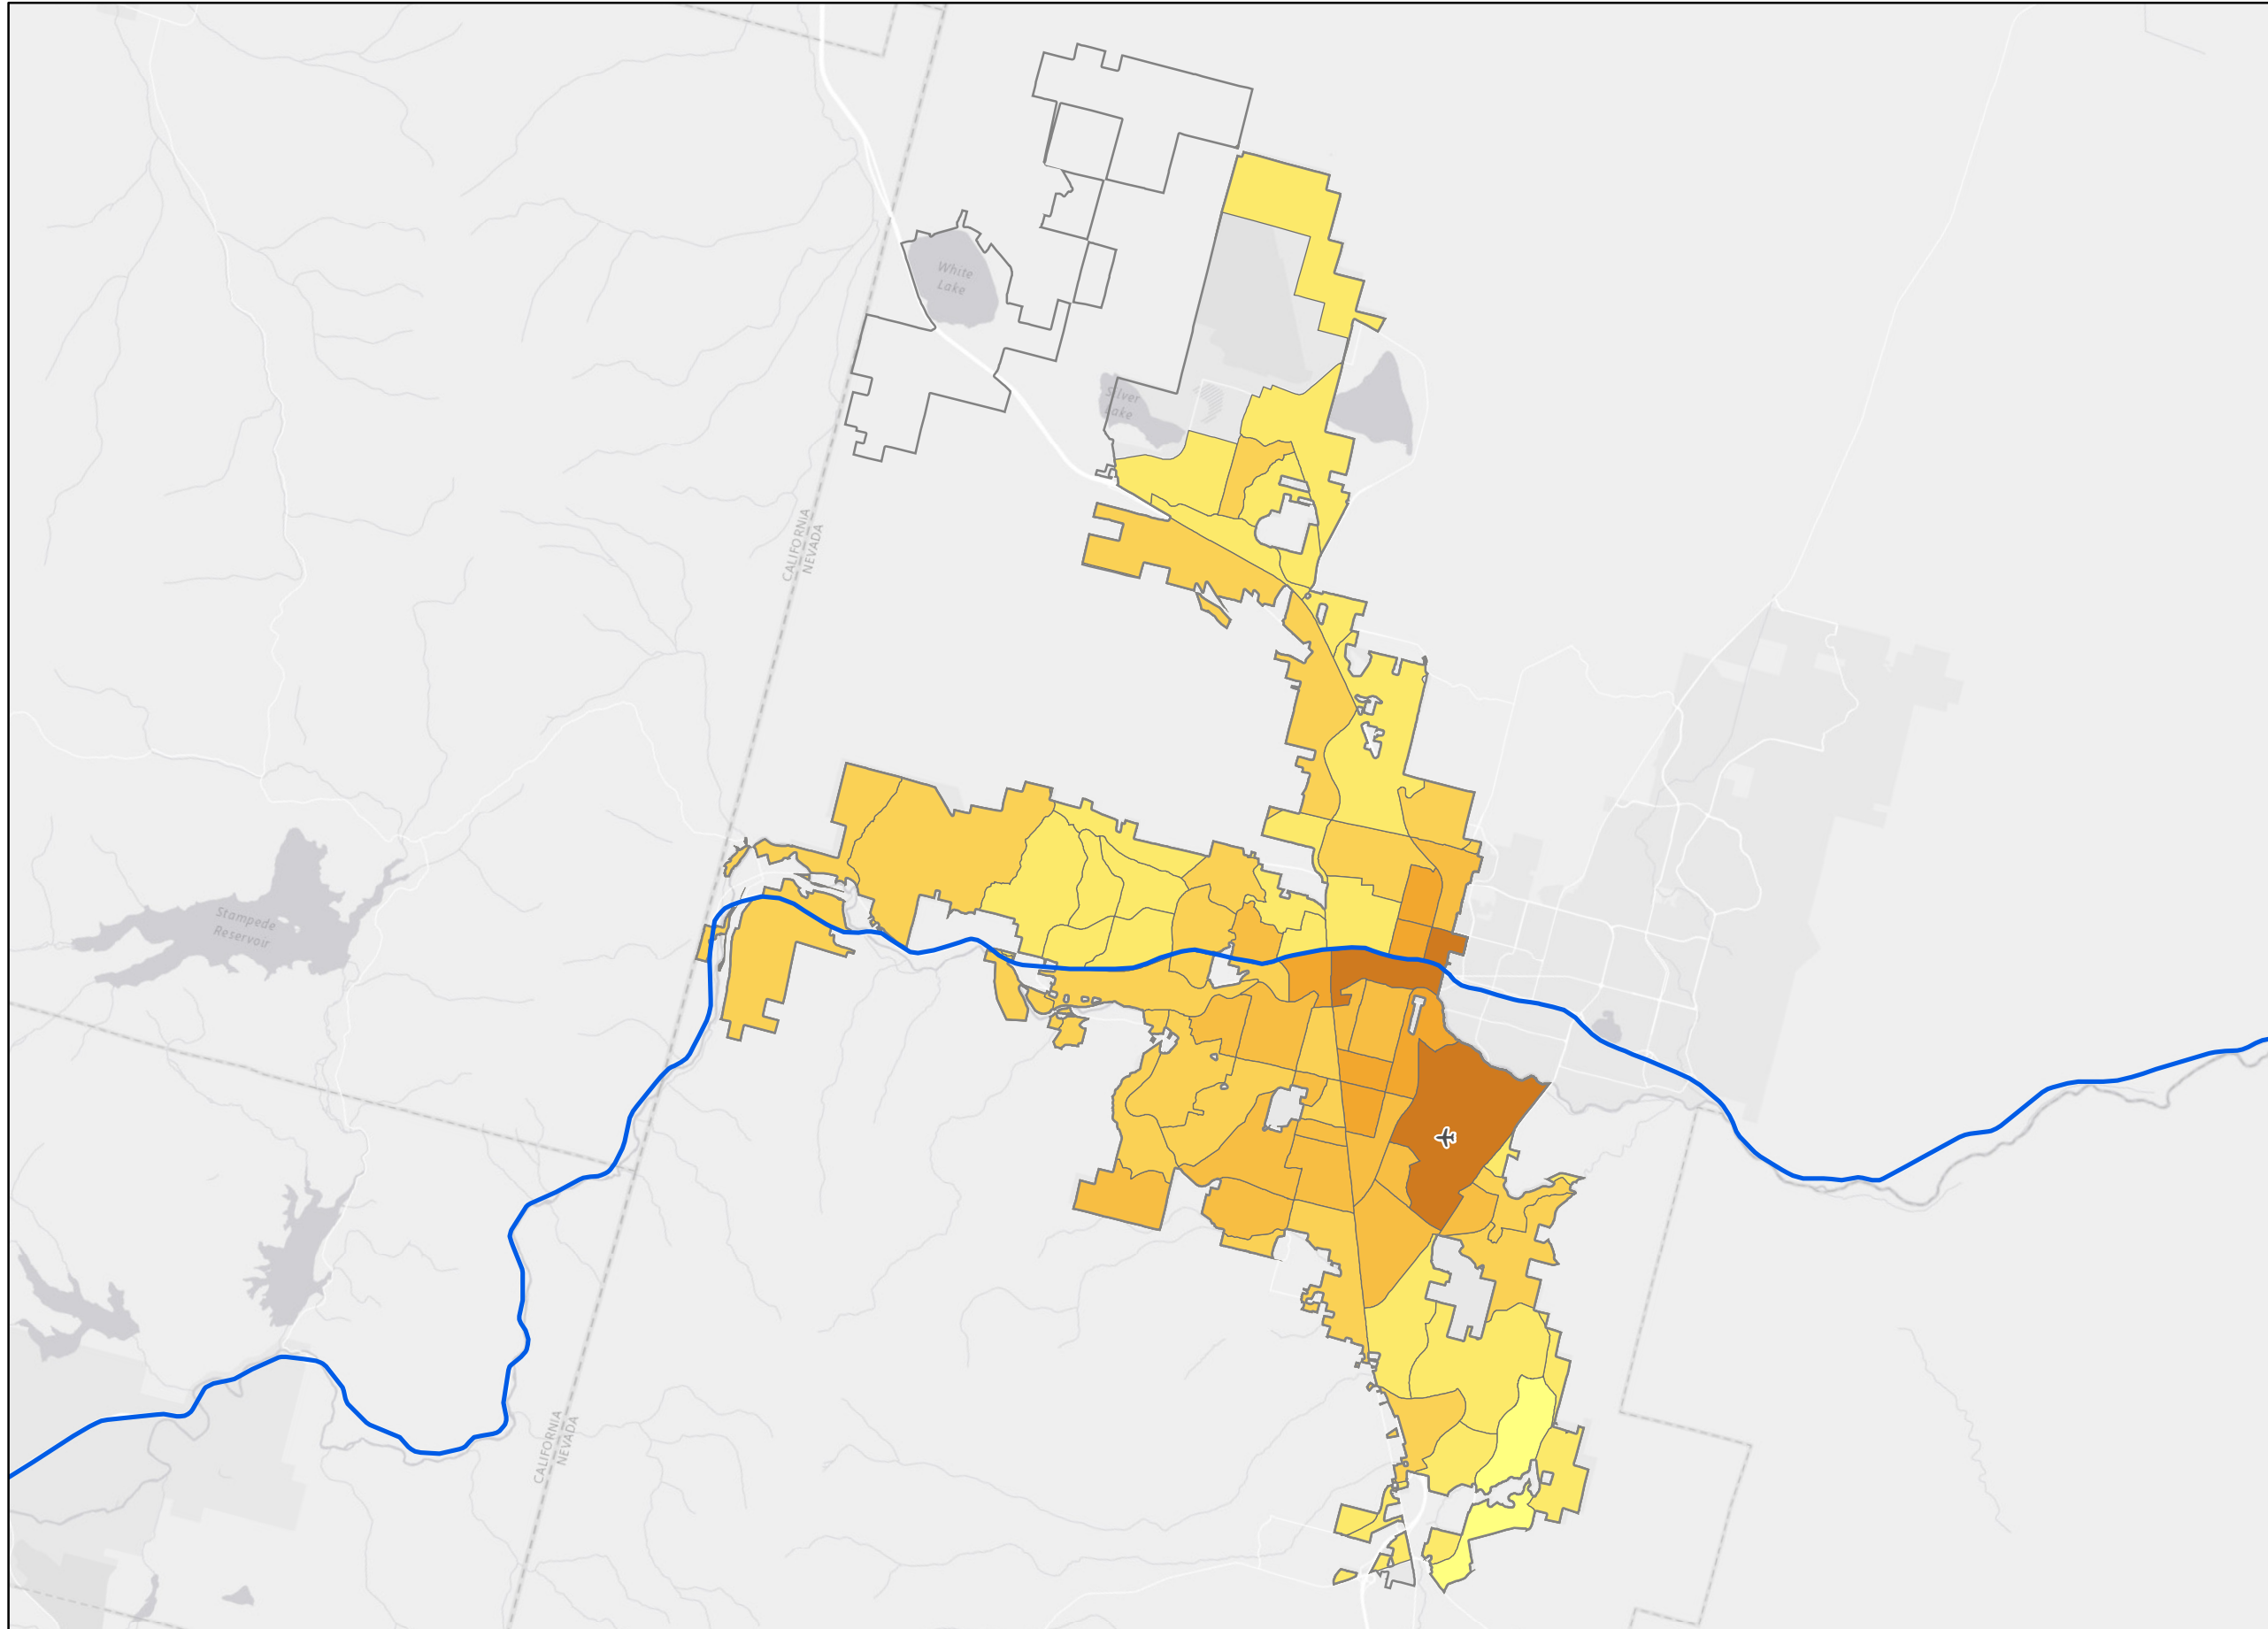 White
Lake
Silver
Lake
CALIFORNIA
NEVADA
Stampede
Reservoir
CALIFORNIA
NEVADA